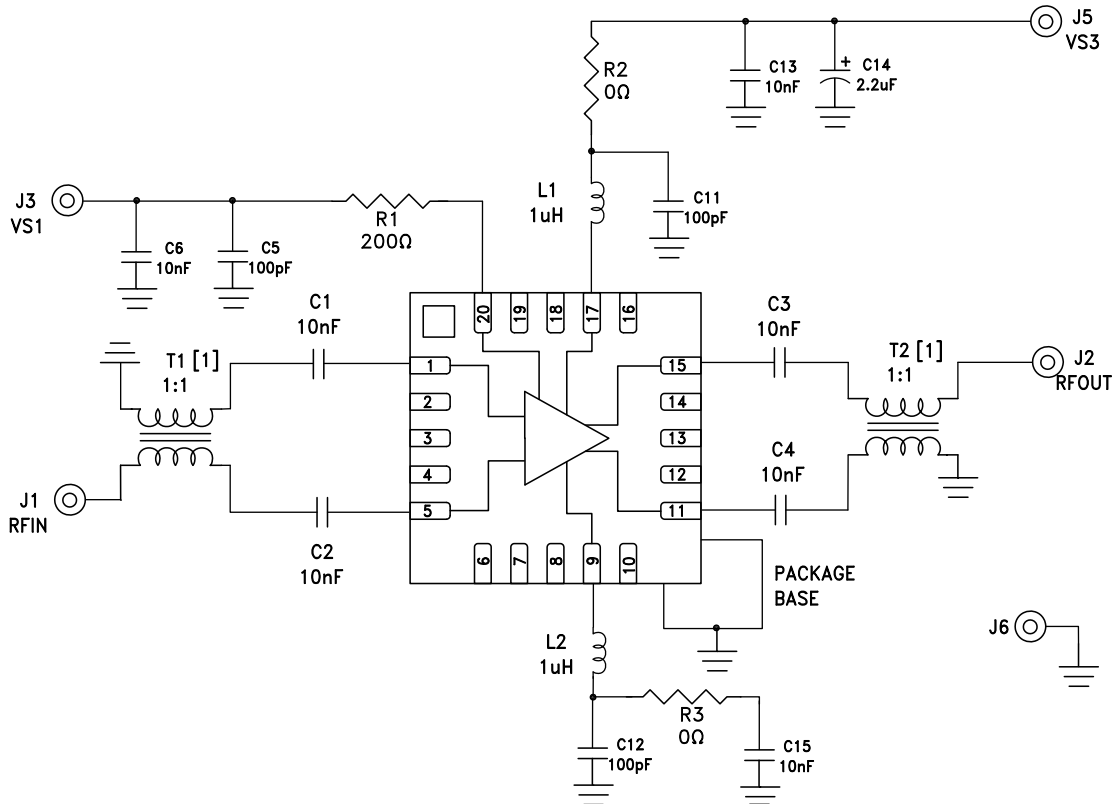 J5
VS3
R2
0Ω
C13
10nF
+
C14
2.2uF
J3
VS1
R1
200Ω
L1
1uH
C11
100pF
C6
10nF
C5
100pF
C1
10nF
20
19
18
17
16
C3
10nF
T1 [1]
1:1
T2 [1]
1:1
J2
RFOUT
1
2
3
4
5
15
14
13
12
11
J1
RFIN
C2
10nF
C4
10nF
6
7
8
9
10
PACKAGE
BASE
L2
1uH
J6
R3
0Ω
C12
100pF
C15
10nF